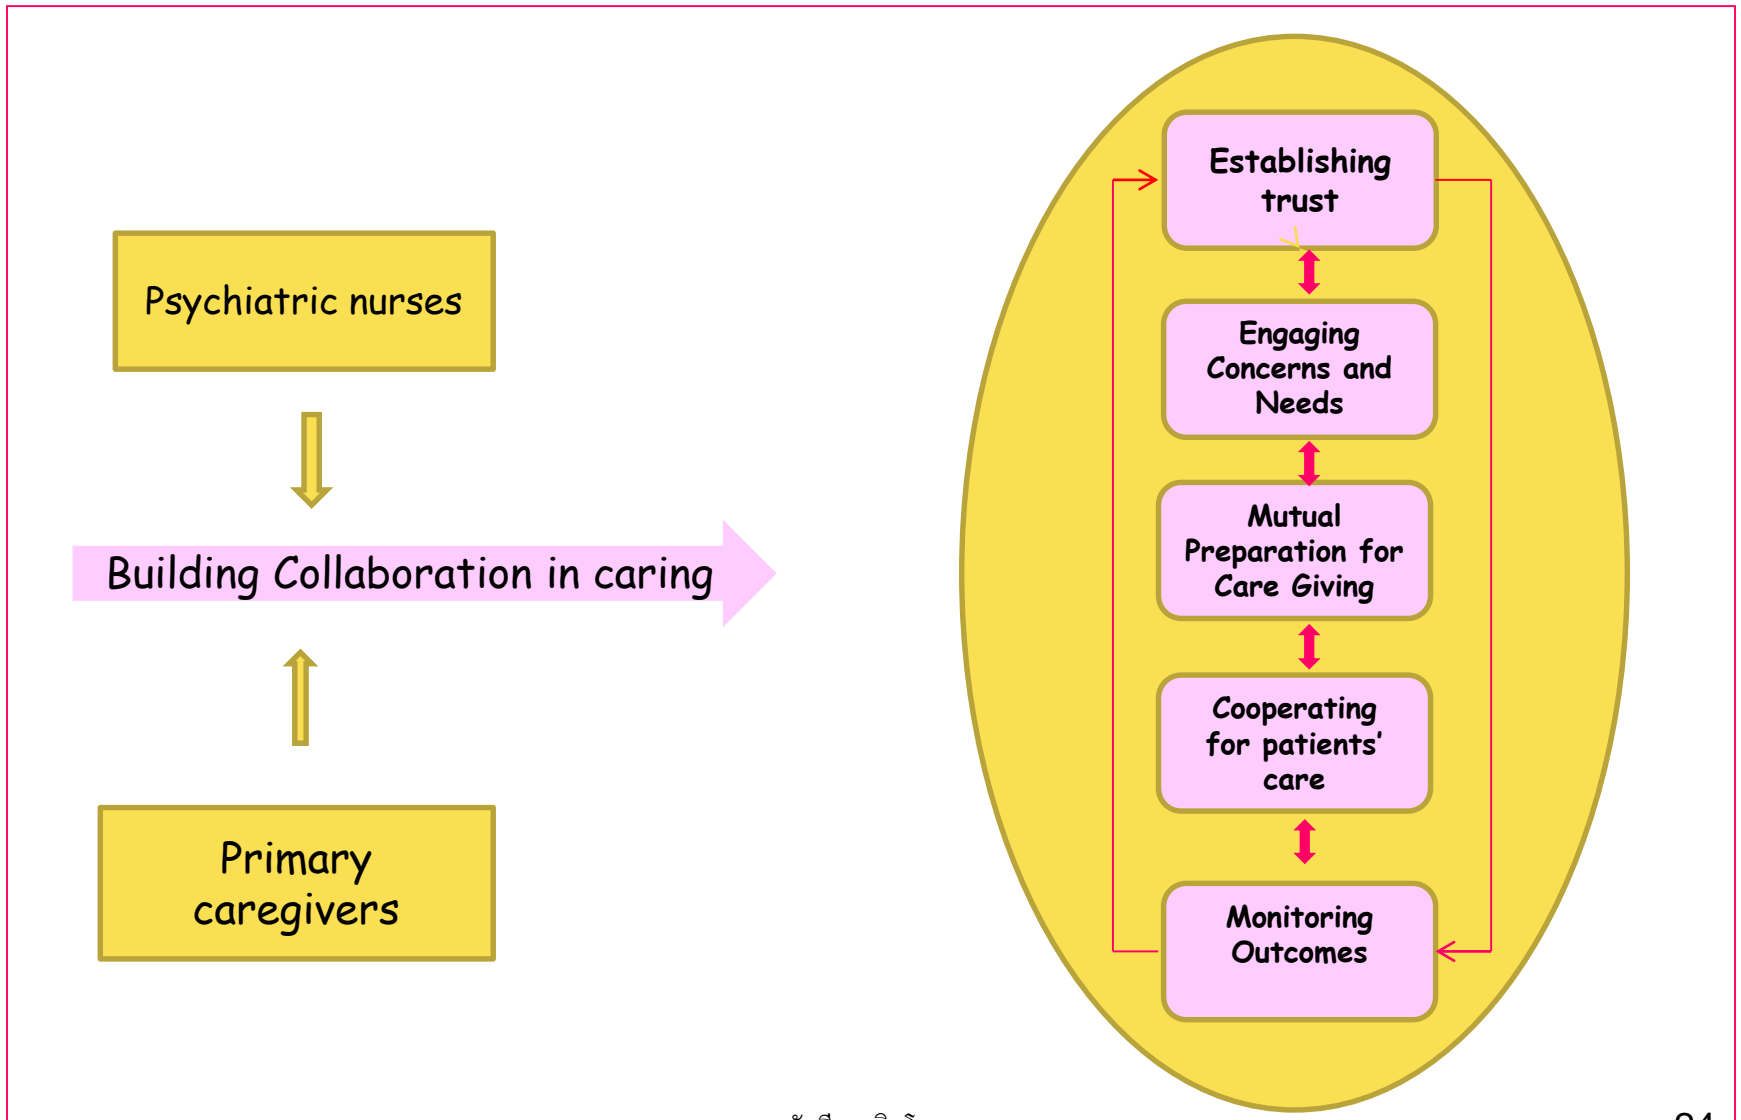 Psychiatric nurses
Building Collaboration in caring
Primary
caregivers
Establishing
trust
Engaging
Concerns and
Needs
Mutual
Preparation for
Care Giving
Cooperating
for patients’
care
Monitoring
Outcomes